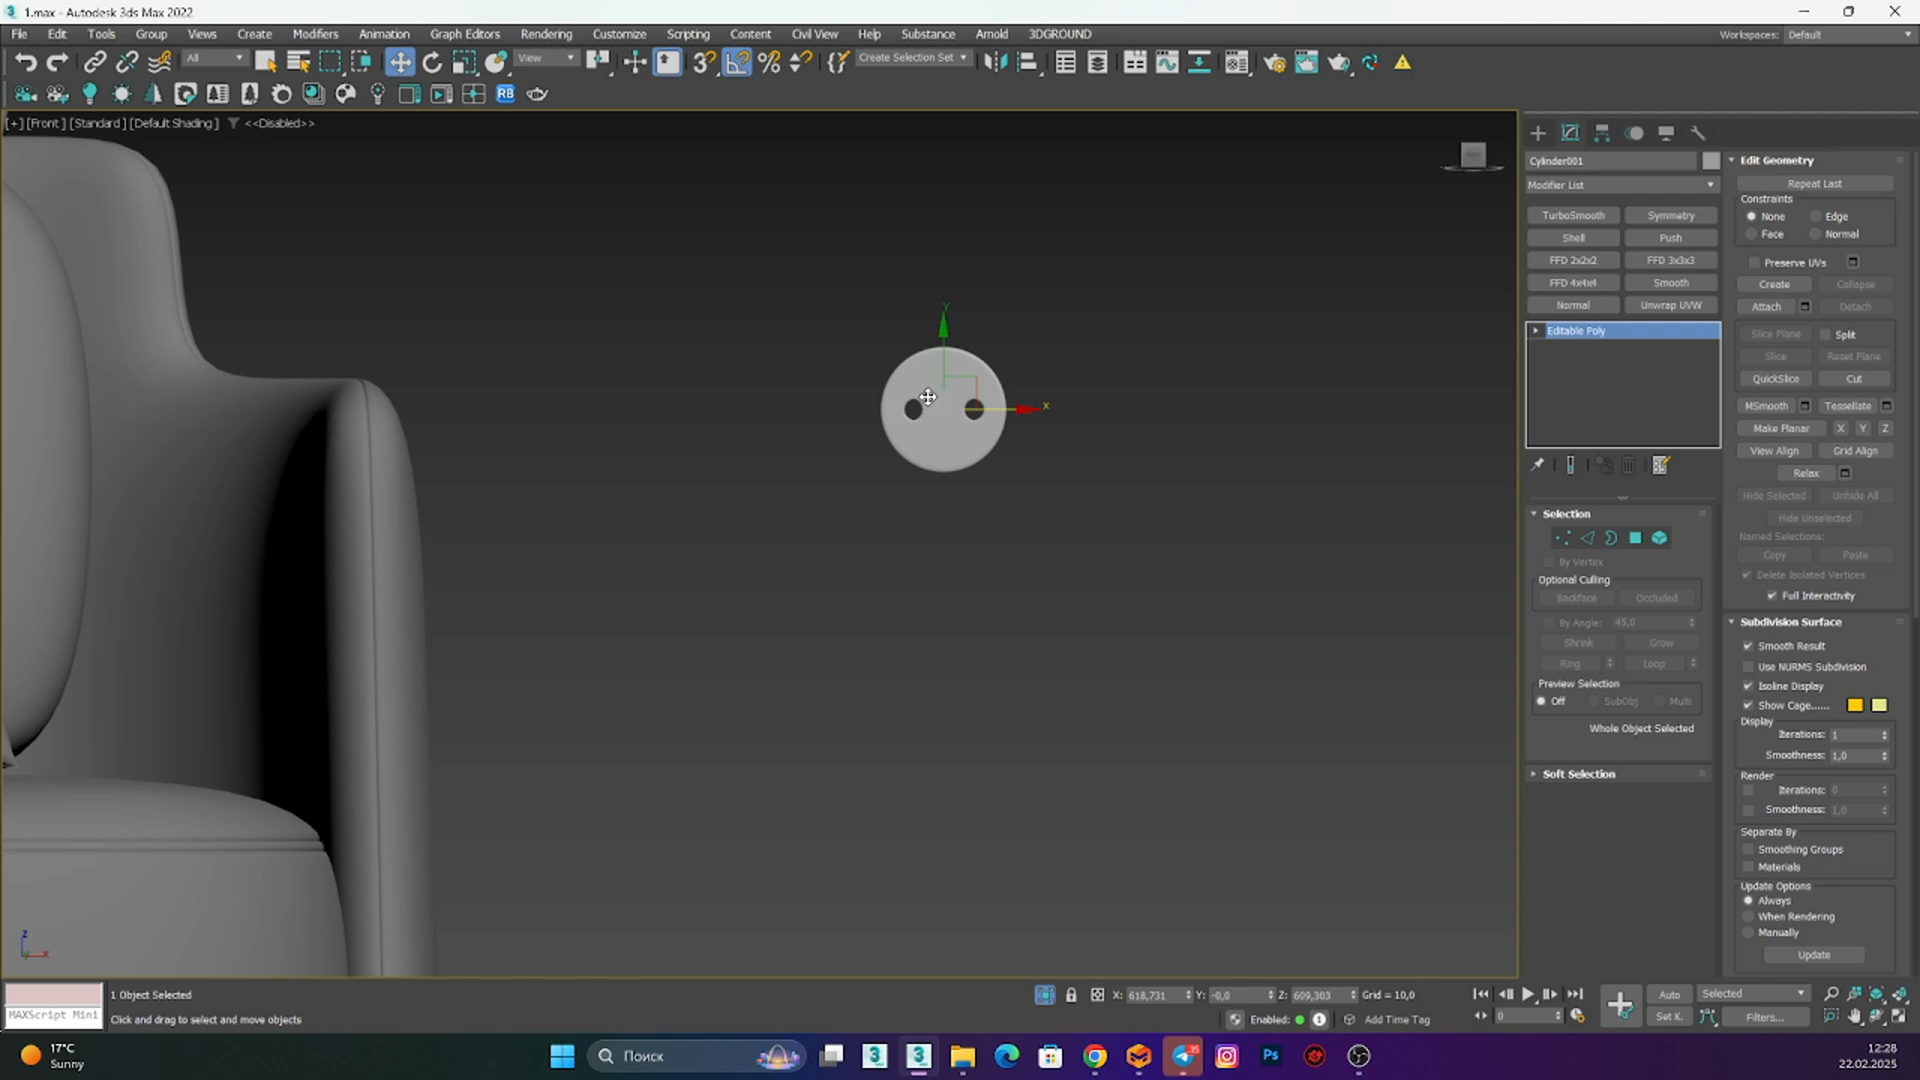 1.max - Autodesk 3ds Max 2022
File Edit Tools Group Views Create Modifiers Animation Graph Editors Rendering Customize Scripting Content Civil View Help Substance Arnold 3DGROUND
Workspaces: Default
All
View
Create Selection Set
RB
[+] [Front] [Standard] [Default Shading] <<Disabled>>
Y
x
z
x
Cylinder001
Modifier List
TurboSmooth Symmetry
Shell Push
FFD 2x2x2 FFD 3x3x3
FFD 4x4x4 Smooth
Normal Unwrap UVW
Editable Poly
Selection
By Vertex
Optional Culling
Backface Occluded
By Angle: 45,0
Shrink Grow
Ring Loop
Preview Selection
Off SubObj Multi
Whole Object Selected
Soft Selection
Edit Geometry
Repeat Last
Constraints
None Edge
Face Normal
Preserve UVs
Create Collapse
Attach Detach
Slice Plane Split
Slice Reset Plane
QuickSlice Cut
MSmooth Tessellate
Make Planar X Y Z
View Align Grid Align
Relax
Hide Selected Unhide All
Hide Unselected
Named Selections:
Copy Paste
Delete Isolated Vertices
Full Interactivity
Subdivision Surface
Smooth Result
Use NURMS Subdivision
Isoline Display
Show Cage......
Display
Iterations: 1
Smoothness: 1,0
Render
Iterations: 0
Smoothness: 1,0
Separate By
Smoothing Groups
Materials
Update Options
Always
When Rendering
Manually
Update
MAXScript Mini
1 Object Selected
Click and drag to select and move objects
X: 618,731 Y: -0,0 Z: 609,303 Grid = 10,0
Enabled: 1 Add Time Tag
0
Auto Selected
Set K. Filters...
17°C
Sunny
Поиск
35
Ps
12:28
22.02.2025